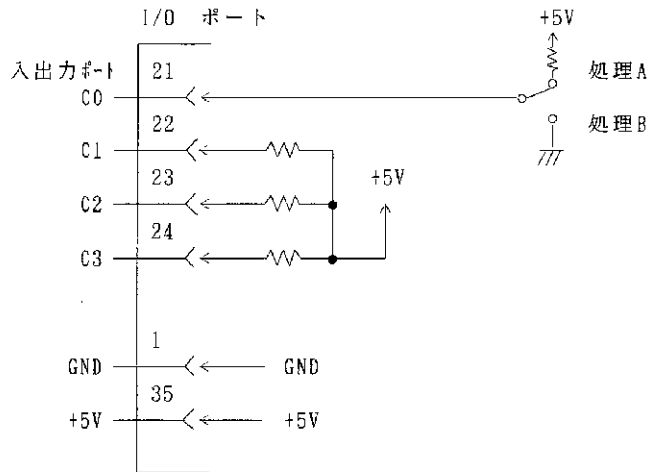 I/O ポート
+5V
入出力ポート
21
処理A
C0
22
処理B
C1
23
+5V
C2
24
C3
1
GND
GND
35
+5V
+5V